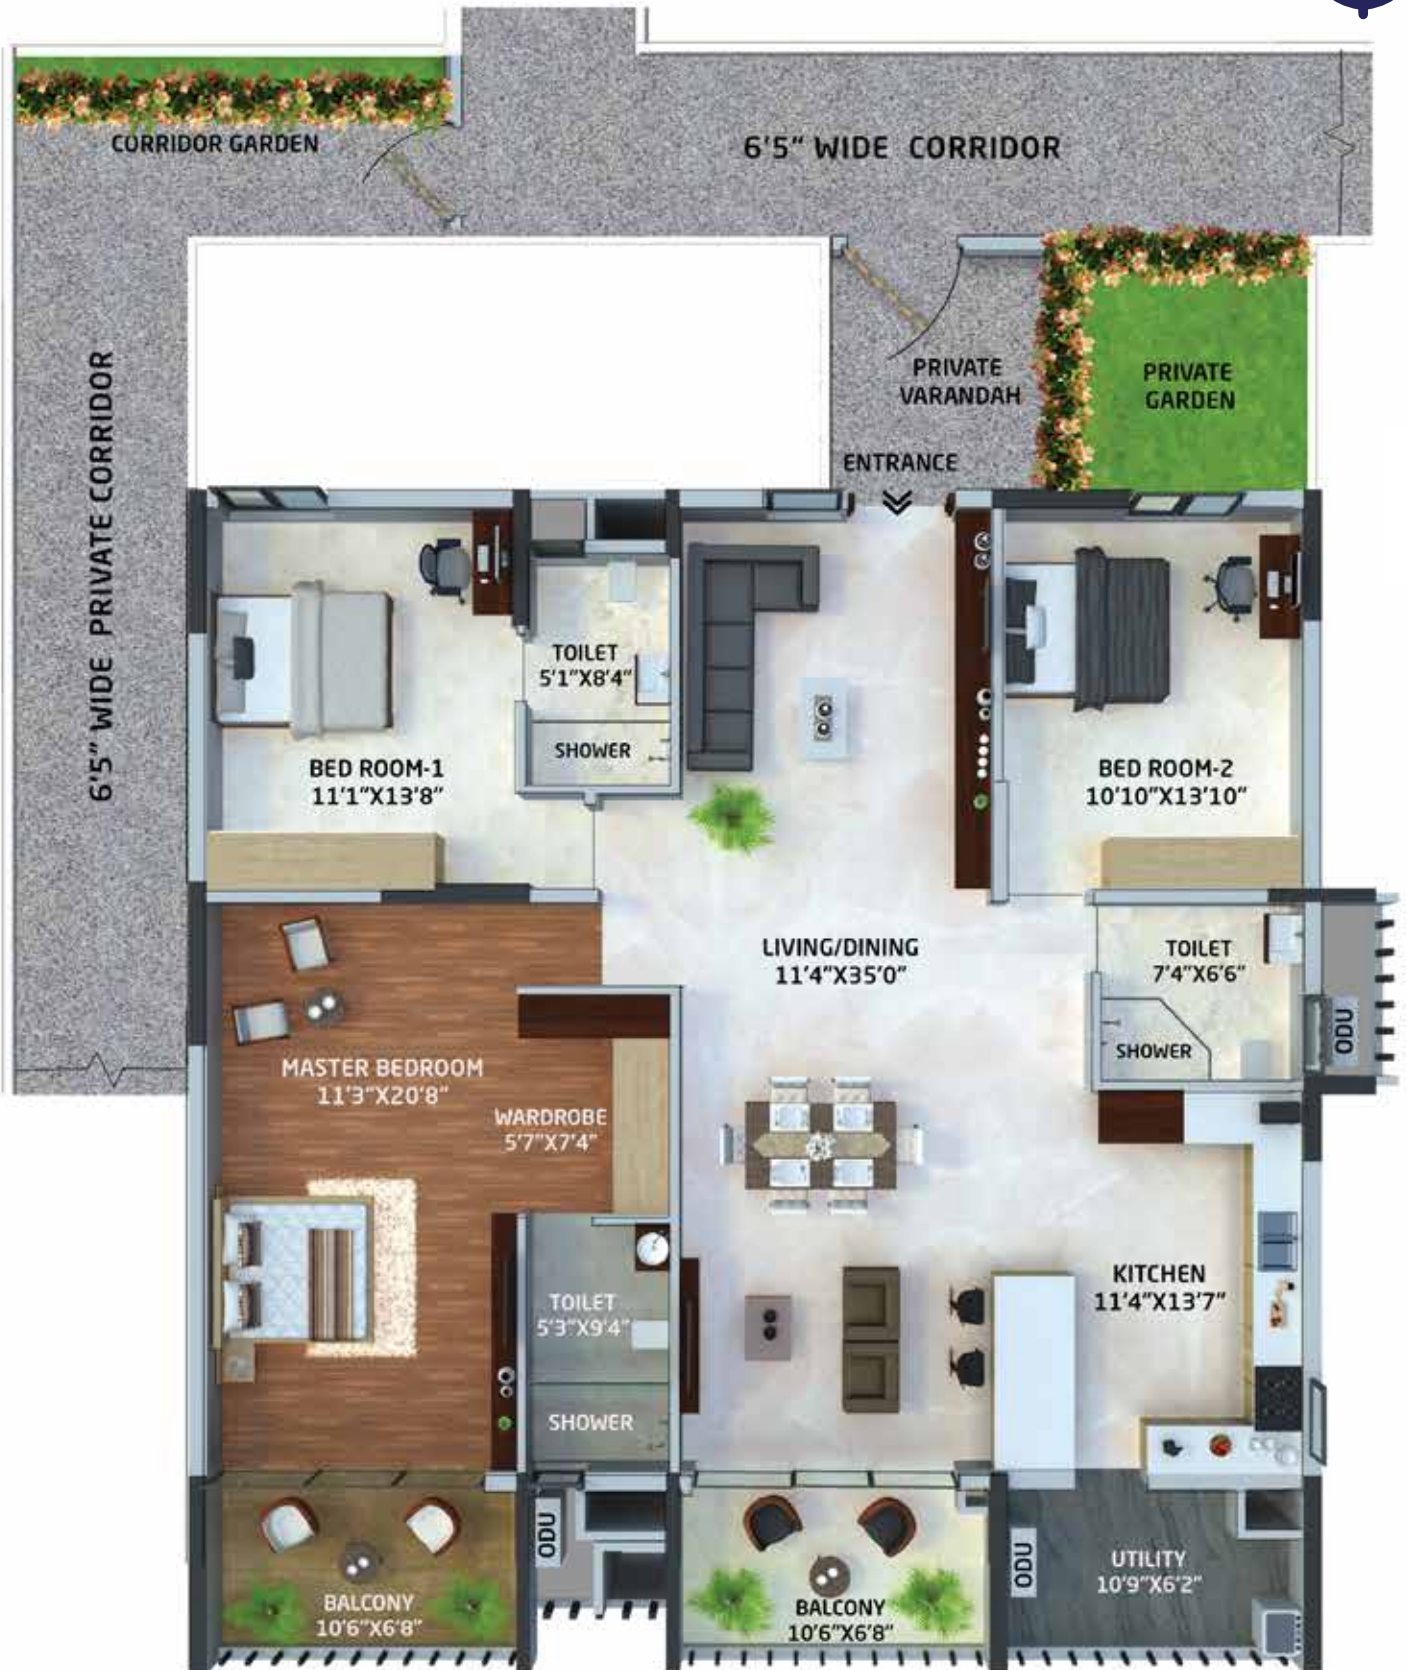 CORRIDOR GARDEN
6'5" WIDE CORRIDOR
6'5" WIDE PRIVATE CORRIDOR
PRIVATE
VARANDAH
PRIVATE
GARDEN
ENTRANCE
TOILET
5'1"X8'4"
SHOWER
BED ROOM-1
11'1"X13'8"
BED ROOM-2
10'10"X13'10"
LIVING/DINING
11'4"X35'0"
TOILET
7'4"X6'6"
SHOWER
ODU
MASTER BEDROOM
11'3"X20'8"
WARDROBE
5'7"X7'4"
KITCHEN
11'4"X13'7"
TOILET
5'3"X9'4"
SHOWER
ODU
ODU
UTILITY
10'9"X6'2"
BALCONY
10'6"X6'8"
BALCONY
10'6"X6'8"